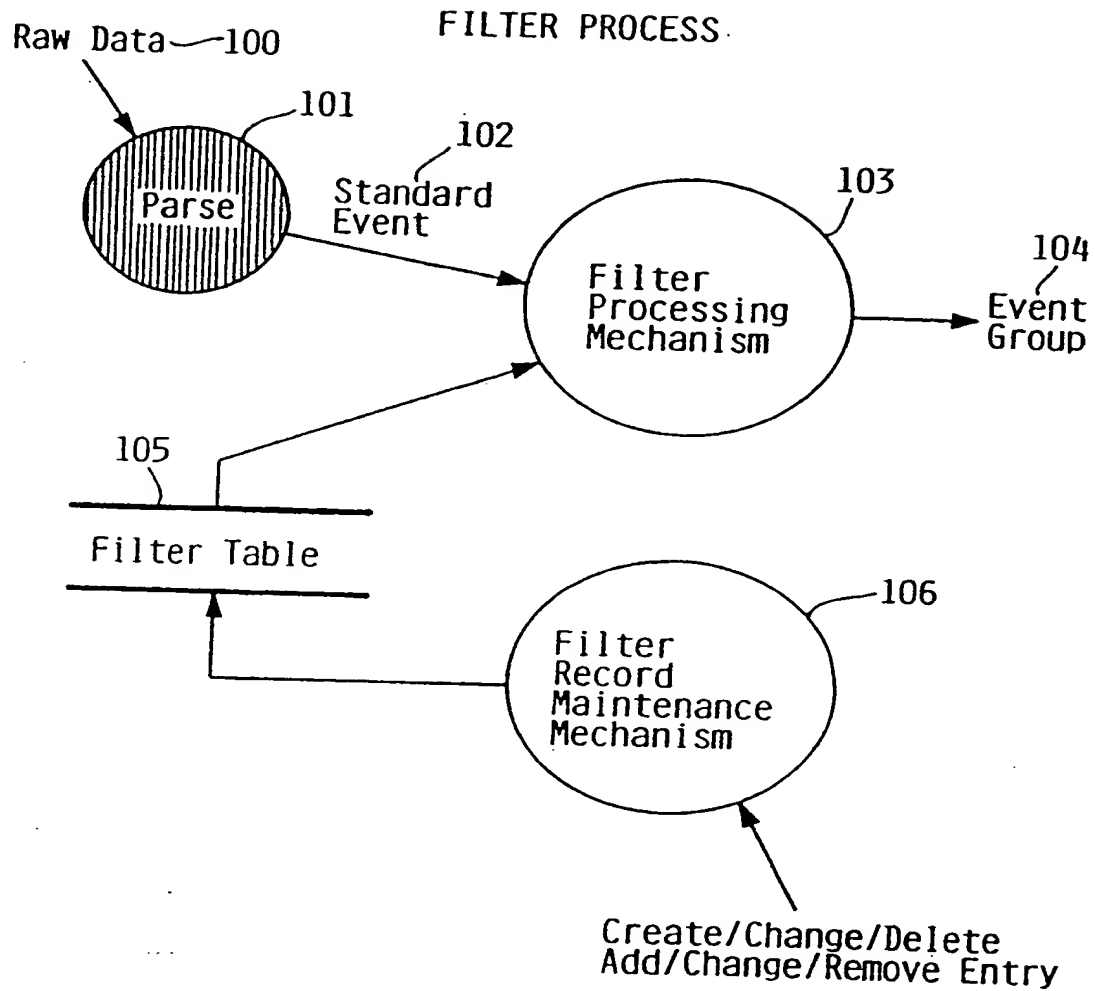 FILTER PROCESS
Raw Data 100
101
Parse
102
Standard
Event
103
Filter
Processing
Mechanism
104
Event
Group
105
Filter Table
106
Filter
Record
Maintenance
Mechanism
Create/Change/Delete
Add/Change/Remove Entry